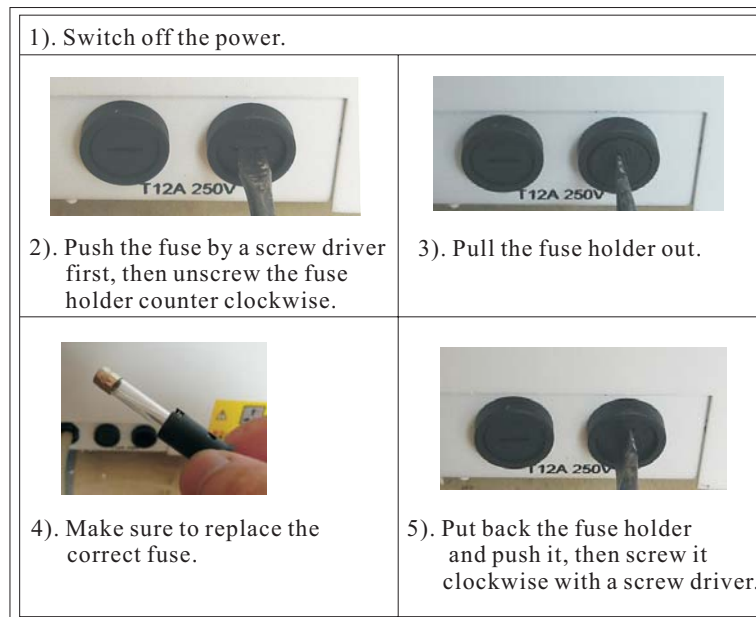 1). Switch off the power.
T12A 250V
T12A 250V
2). Push the fuse by a screw driver
first, then unscrew the fuse
holder counter clockwise.
3). Pull the fuse holder out.
T12A 250V
4). Make sure to replace the
correct fuse.
5). Put back the fuse holder
and push it, then screw it
clockwise with a screw driver.